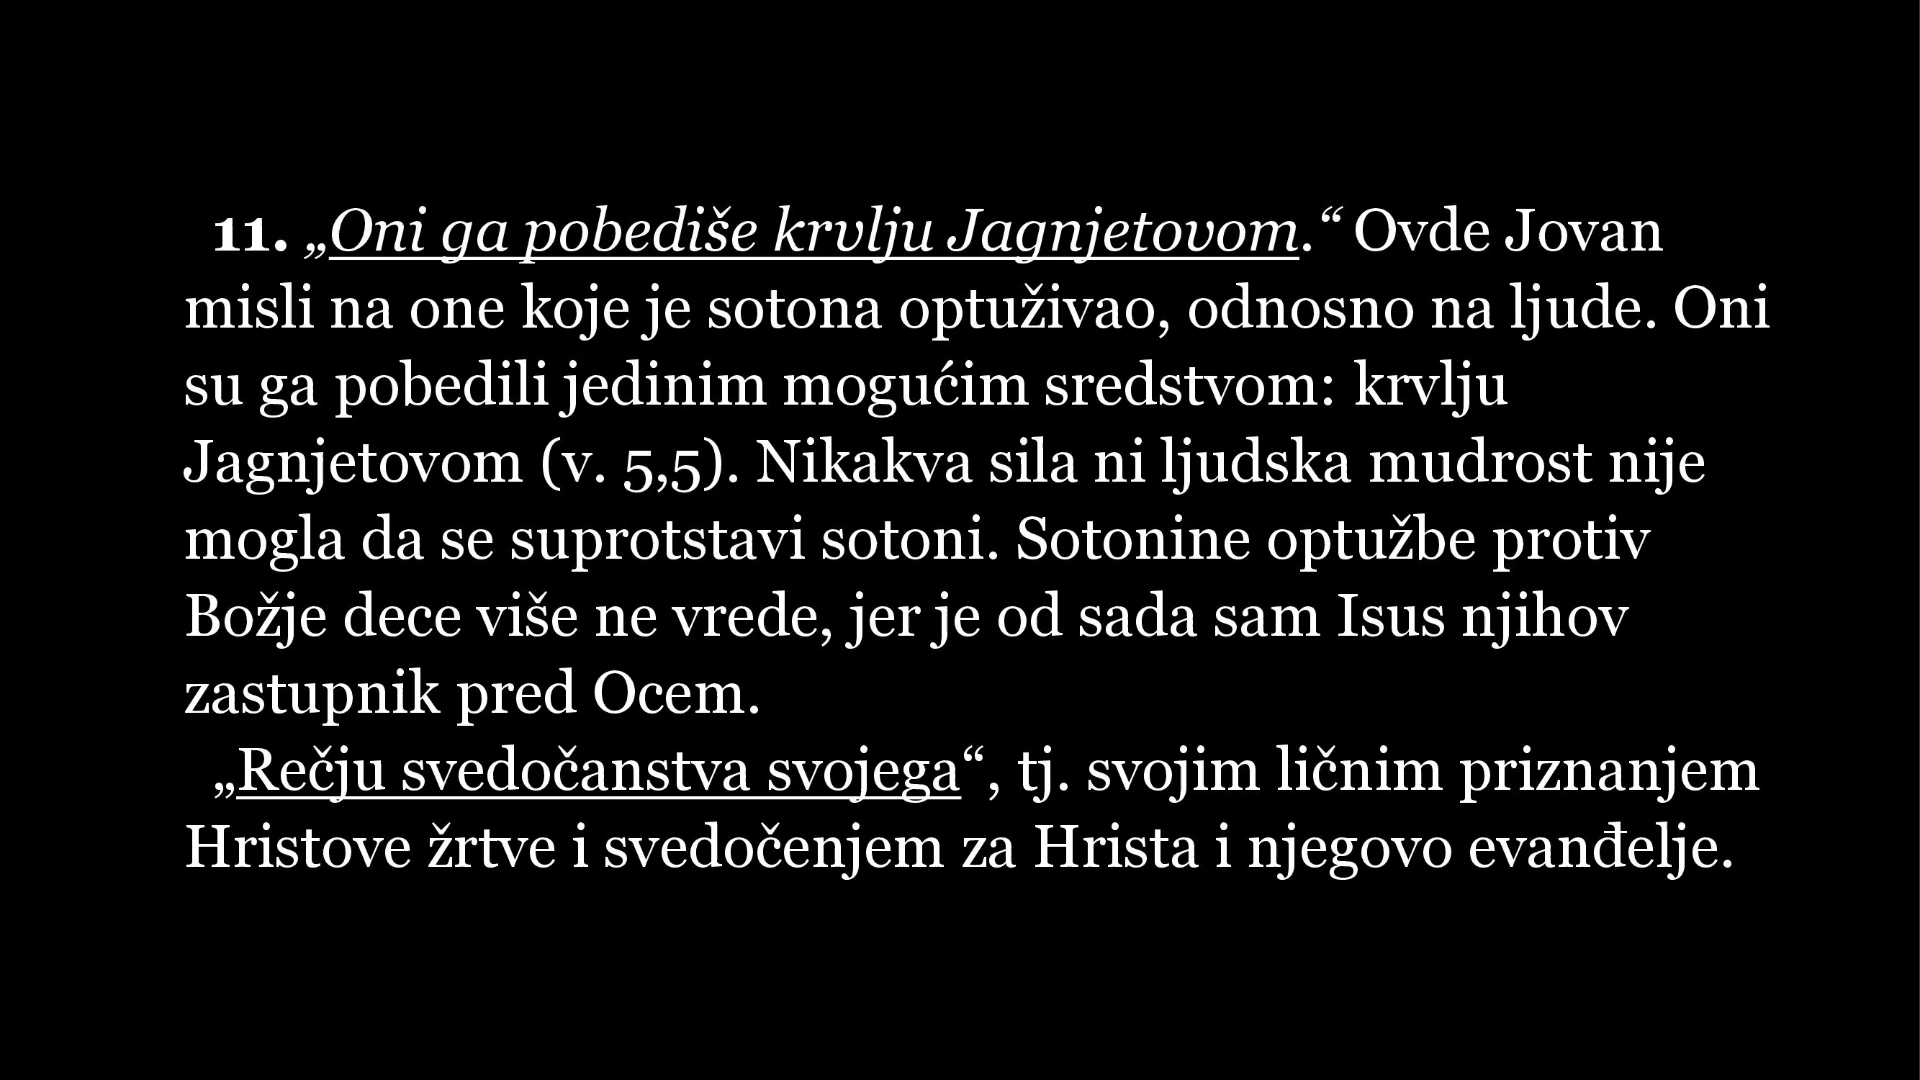 11. „Oni ga pobediše krvlju Jagnjetovom.“ Ovde Jovan
misli na one koje je sotona optuživao, odnosno na ljude. Oni
su ga pobedili jedinim mogućim sredstvom: krvlju
Jagnjetovom (v. 5,5). Nikakva sila ni ljudska mudrost nije
mogla da se suprotstavi sotoni. Sotonine optužbe protiv
Božje dece više ne vrede, jer je od sada sam Isus njihov
zastupnik pred Ocem.
„Rečju svedočanstva svojega“, tj. svojim ličnim priznanjem
Hristove žrtve i svedočenjem za Hrista i njegovo evanđelje.